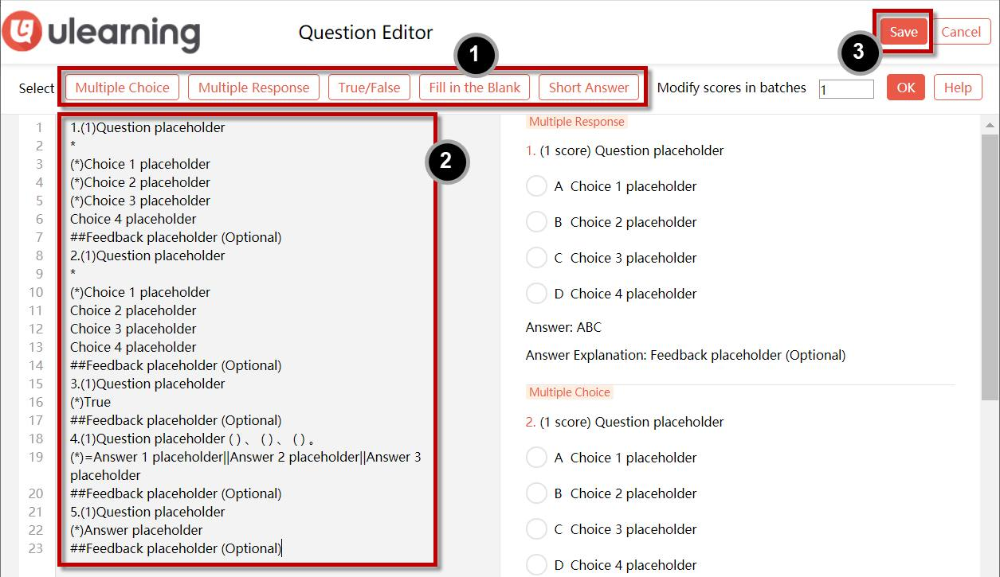 ulearning
Question Editor
1
3
Save
Cancel
Select
Multiple Choice
Multiple Response
True/False
Fill in the Blank
Short Answer
Modify scores in batches
1
OK
Help
2
1 1.(1)Question placeholder
2 *
3 (*)Choice 1 placeholder
4 (*)Choice 2 placeholder
5 (*)Choice 3 placeholder
6 Choice 4 placeholder
7 ##Feedback placeholder (Optional)
8 2.(1)Question placeholder
9 *
10 (*)Choice 1 placeholder
11 Choice 2 placeholder
12 Choice 3 placeholder
13 Choice 4 placeholder
14 ##Feedback placeholder (Optional)
15 3.(1)Question placeholder
16 (*)True
17 ##Feedback placeholder (Optional)
18 4.(1)Question placeholder ( ) 、 ( ) 、 ( ) 。
19 (*)=Answer 1 placeholder||Answer 2 placeholder||Answer 3
placeholder
20 ##Feedback placeholder (Optional)
21 5.(1)Question placeholder
22 (*)Answer placeholder
23 ##Feedback placeholder (Optional)
Multiple Response
1. (1 score) Question placeholder
A Choice 1 placeholder
B Choice 2 placeholder
C Choice 3 placeholder
D Choice 4 placeholder
Answer: ABC
Answer Explanation: Feedback placeholder (Optional)
Multiple Choice
2. (1 score) Question placeholder
A Choice 1 placeholder
B Choice 2 placeholder
C Choice 3 placeholder
D Choice 4 placeholder